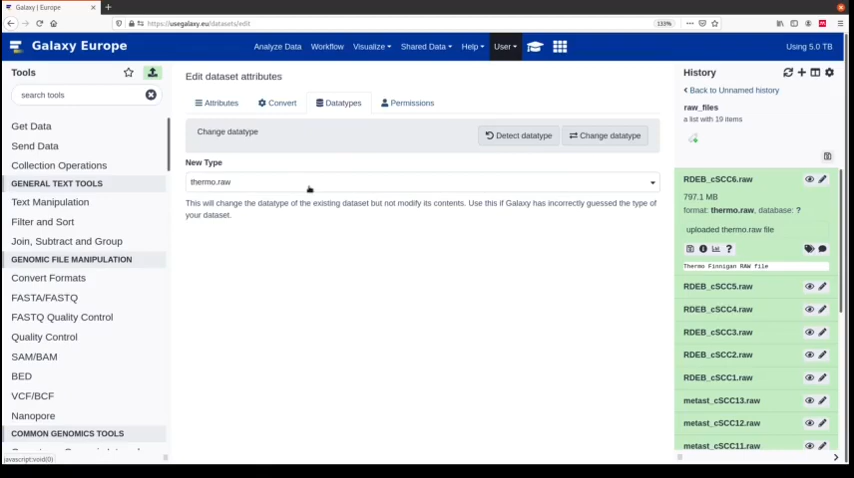 Galaxy | Europe
https://usegalaxy.eu/datasets/edit
133%
Galaxy Europe
Analyze Data
Workflow
Visualize
Shared Data
Help
User
Using 5.0 TB
Tools
search tools
Get Data
Send Data
Collection Operations
GENERAL TEXT TOOLS
Text Manipulation
Filter and Sort
Join, Subtract and Group
GENOMIC FILE MANIPULATION
Convert Formats
FASTA/FASTQ
FASTQ Quality Control
Quality Control
SAM/BAM
BED
VCF/BCF
Nanopore
COMMON GENOMICS TOOLS
javascript:void(0)
Edit dataset attributes
Attributes
Convert
Datatypes
Permissions
Change datatype
Detect datatype
Change datatype
New Type
thermo.raw
This will change the datatype of the existing dataset but not modify its contents. Use this if Galaxy has incorrectly guessed the type
of your dataset.
History
Back to Unnamed history
raw_files
a list with 19 items
RDEB_cSCC6.raw
797.1 MB
format: thermo.raw, database: ?
uploaded thermo.raw file
Thermo Finnigan RAW file
RDEB_cSCC5.raw
RDEB_cSCC4.raw
RDEB_cSCC3.raw
RDEB_cSCC2.raw
RDEB_cSCC1.raw
metast_cSCC13.raw
metast_cSCC12.raw
metast_cSCC11.raw